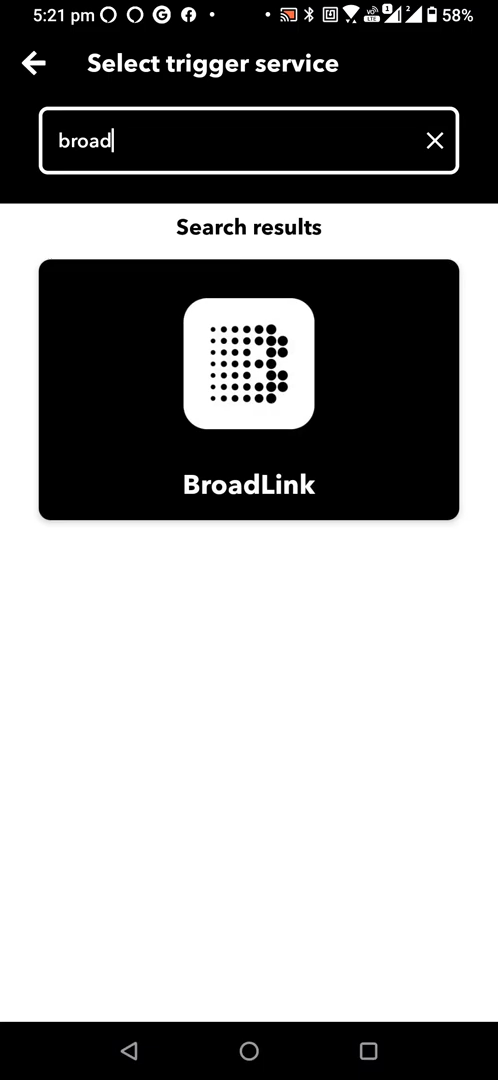 5:21 pm
58%
Select trigger service
broad
Search results
BroadLink